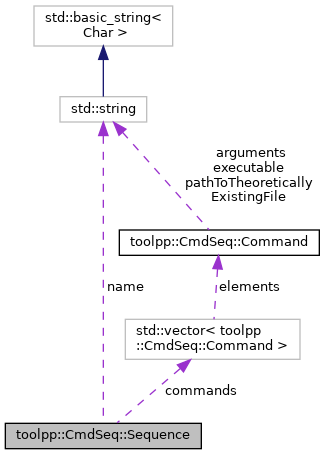 std::basic_string<
Char >
std::string
arguments
executable
pathToTheoretically
ExistingFile
toolpp::CmdSeq::Command
name
elements
std::vector< toolpp
::CmdSeq::Command >
commands
toolpp::CmdSeq::Sequence